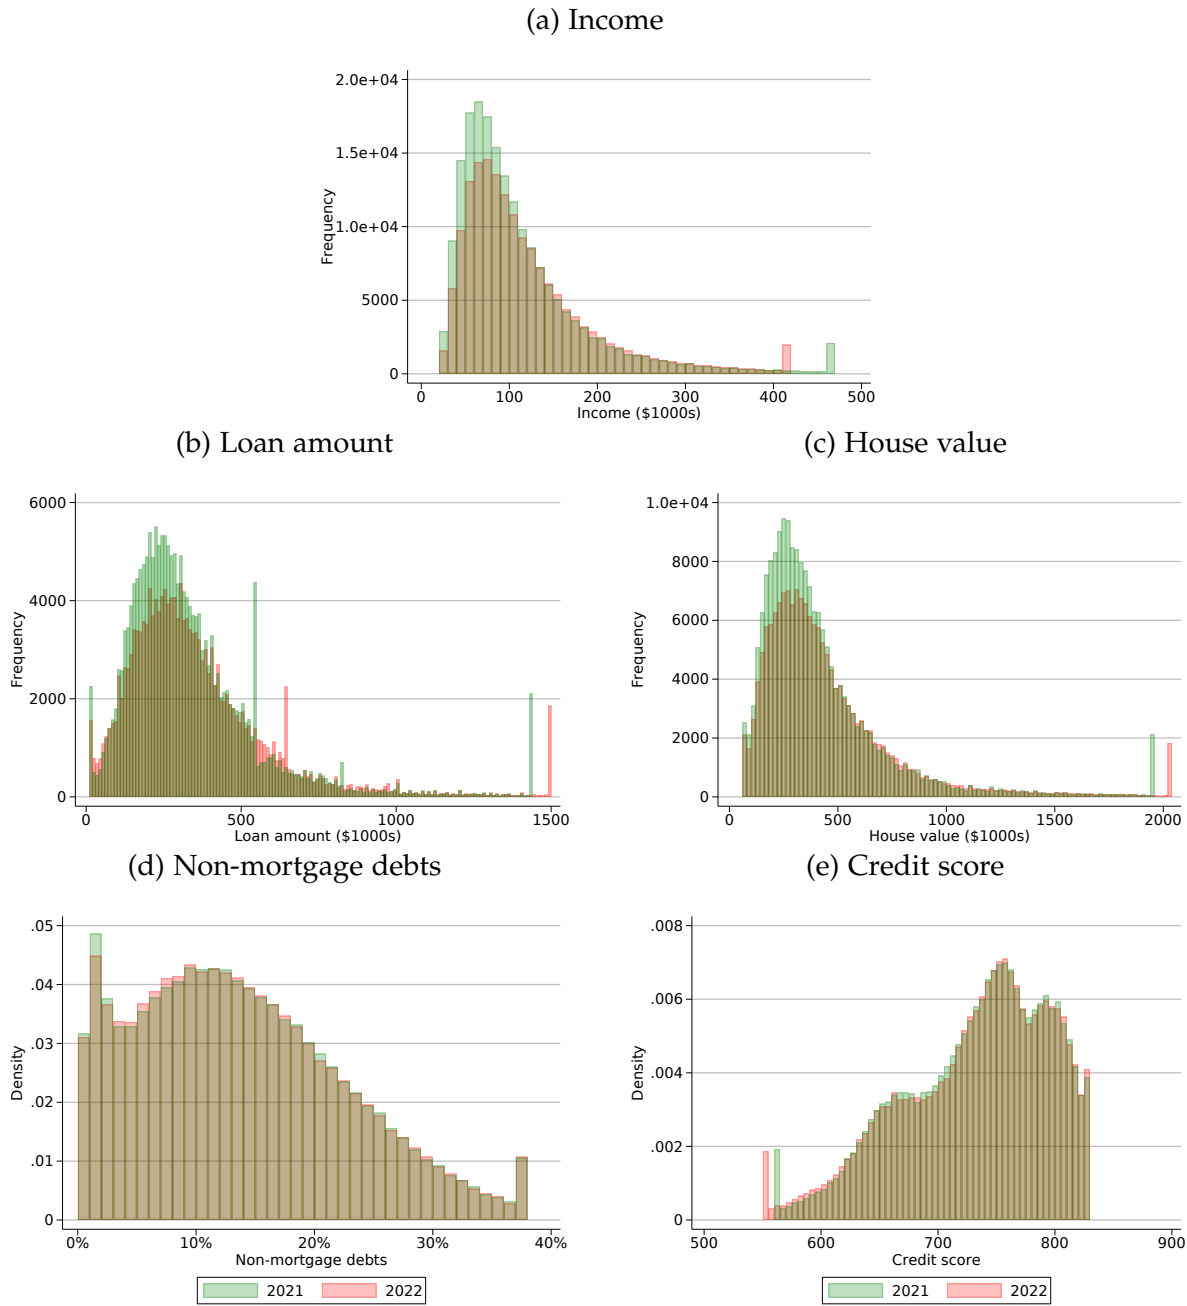 (a) Income
2.0e+04
1.5e+04
1.0e+04
5000
0
Frequency
0 100 200 300 400 500
Income ($1000s)
(b) Loan amount
6000
4000
2000
0
Frequency
0 500 1000 1500
Loan amount ($1000s)
(c) House value
1.0e+04
8000
6000
4000
2000
0
Frequency
0 500 1000 1500 2000
House value ($1000s)
(d) Non-mortgage debts
.05
.04
.03
.02
.01
0
Density
0% 10% 20% 30% 40%
Non-mortgage debts
2021 2022
(e) Credit score
.008
.006
.004
.002
0
Density
500 600 700 800 900
Credit score
2021 2022